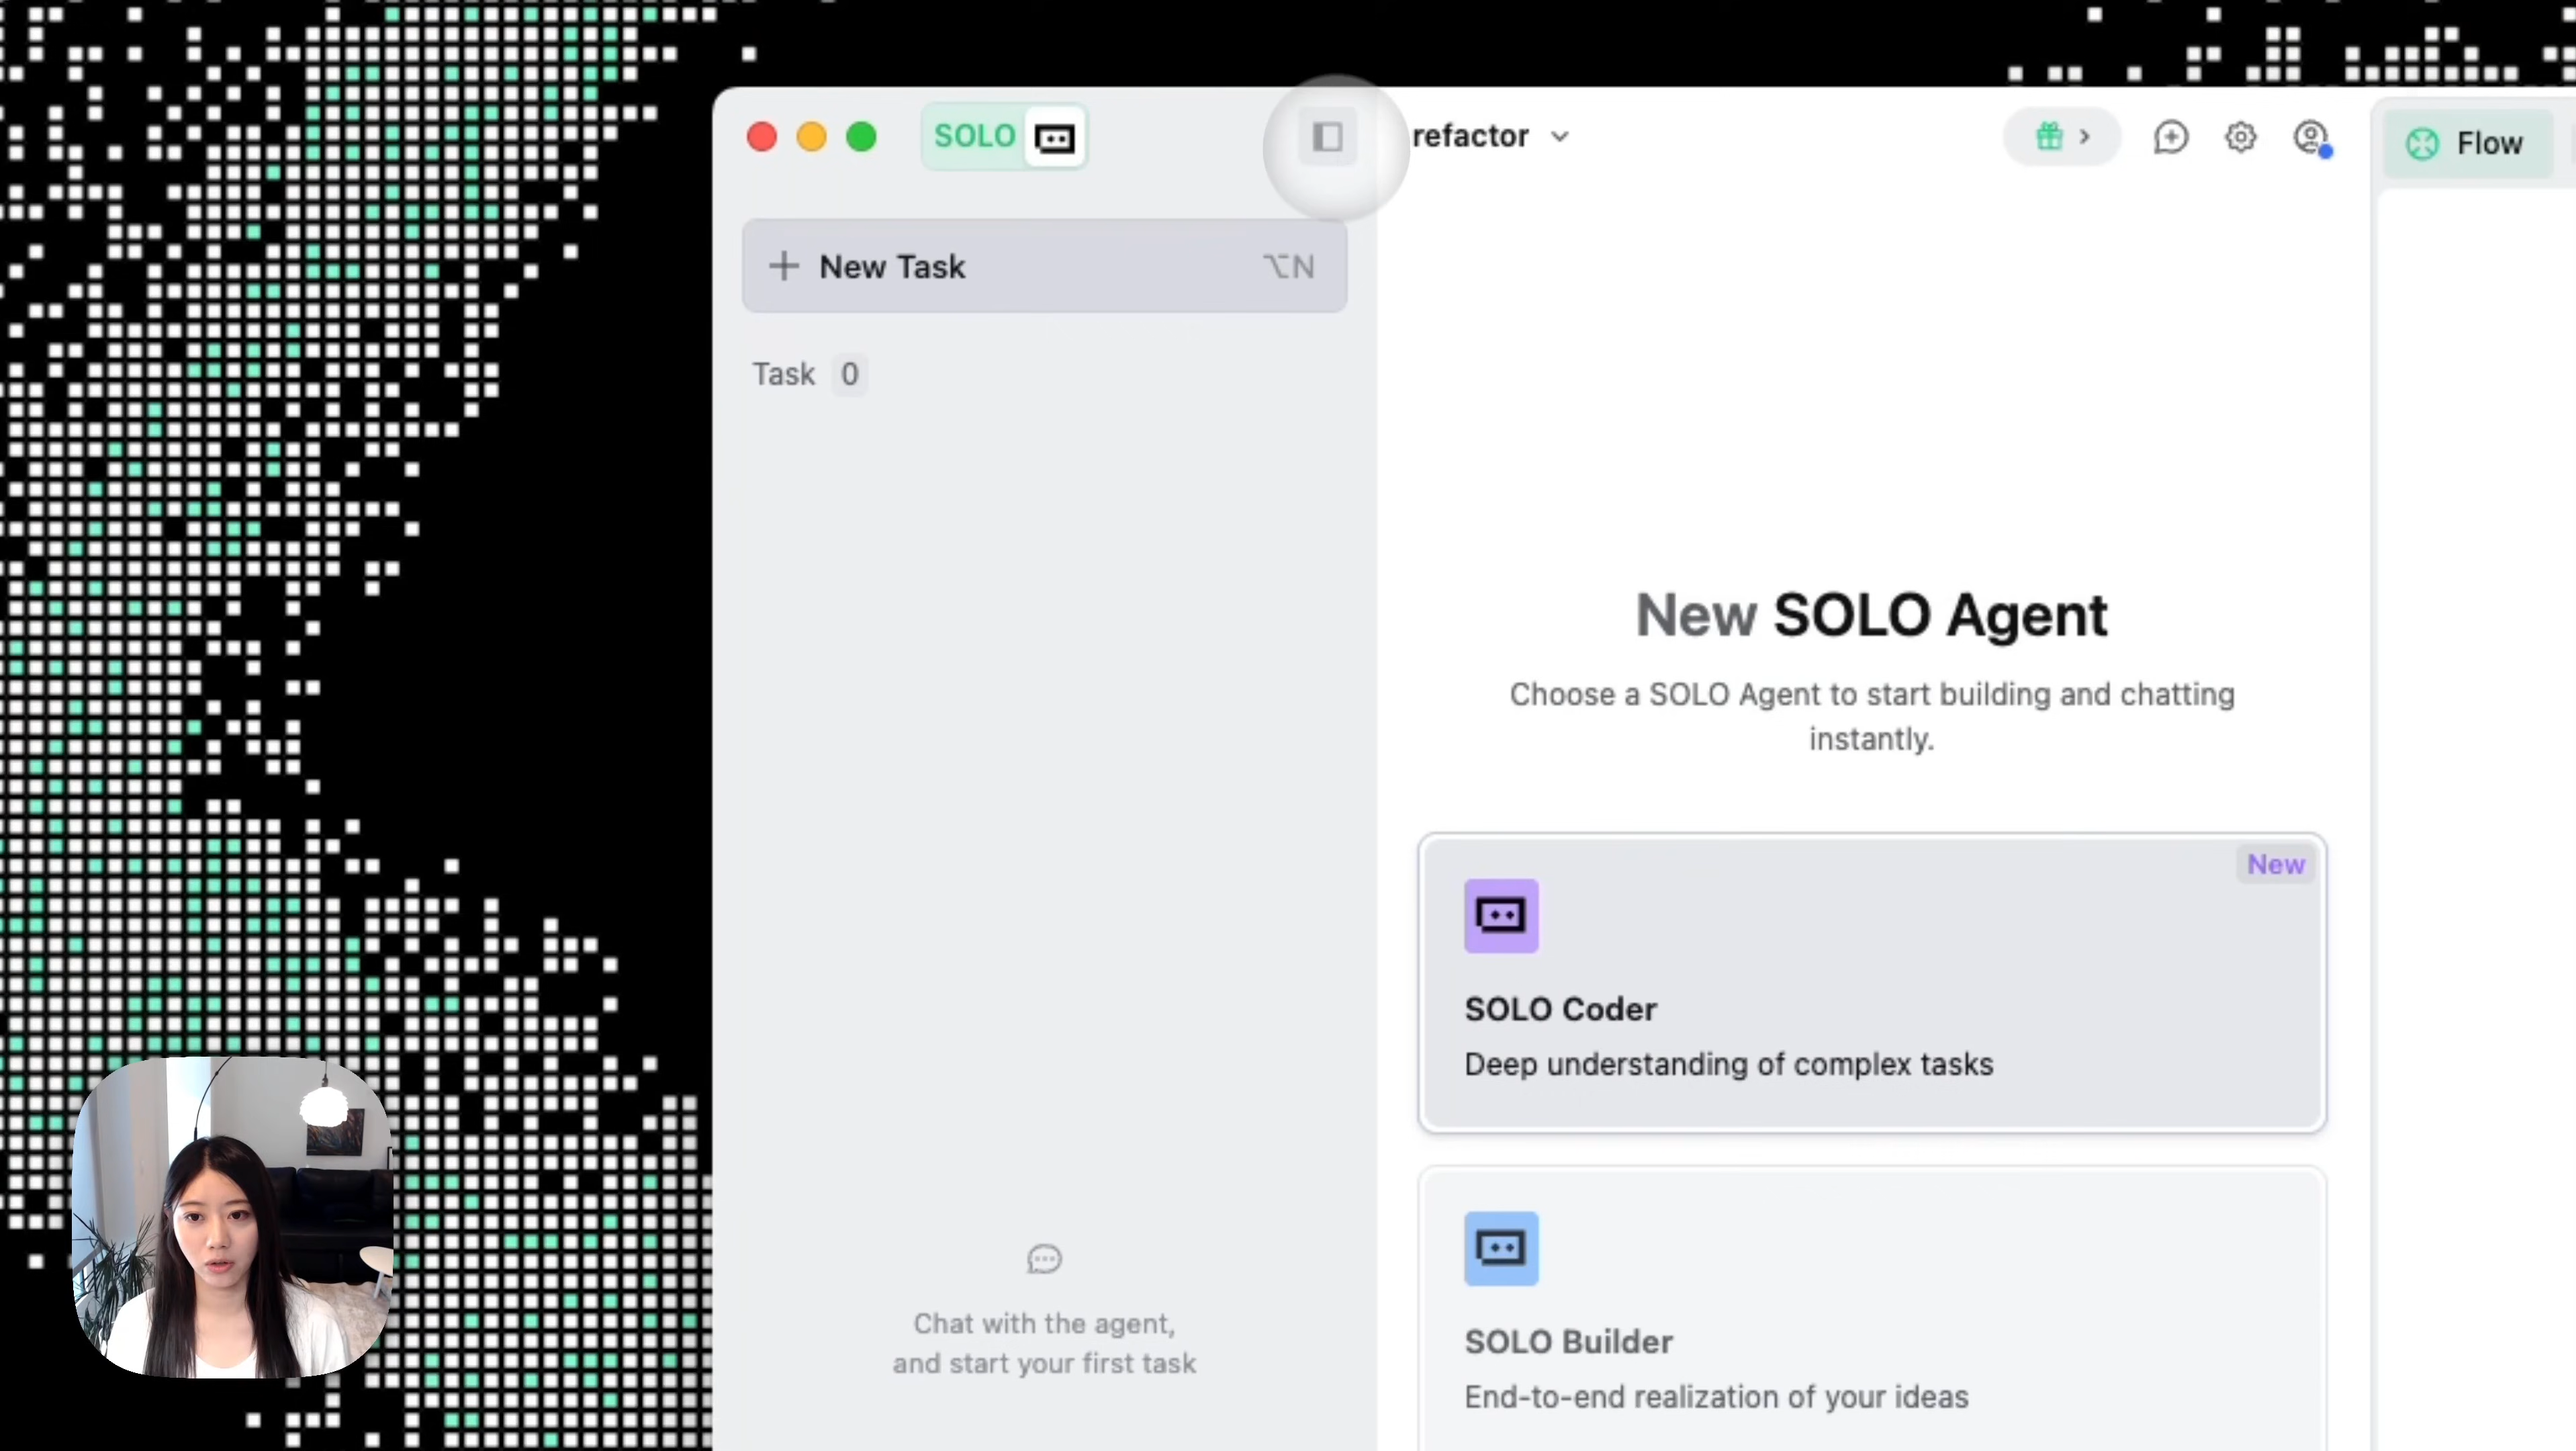 SOLO
refactor
Flow
New Task
⌥N
Task 0
New SOLO Agent
Choose a SOLO Agent to start building and chatting
instantly.
New
SOLO Coder
Deep understanding of complex tasks
SOLO Builder
End-to-end realization of your ideas
Chat with the agent,
and start your first task